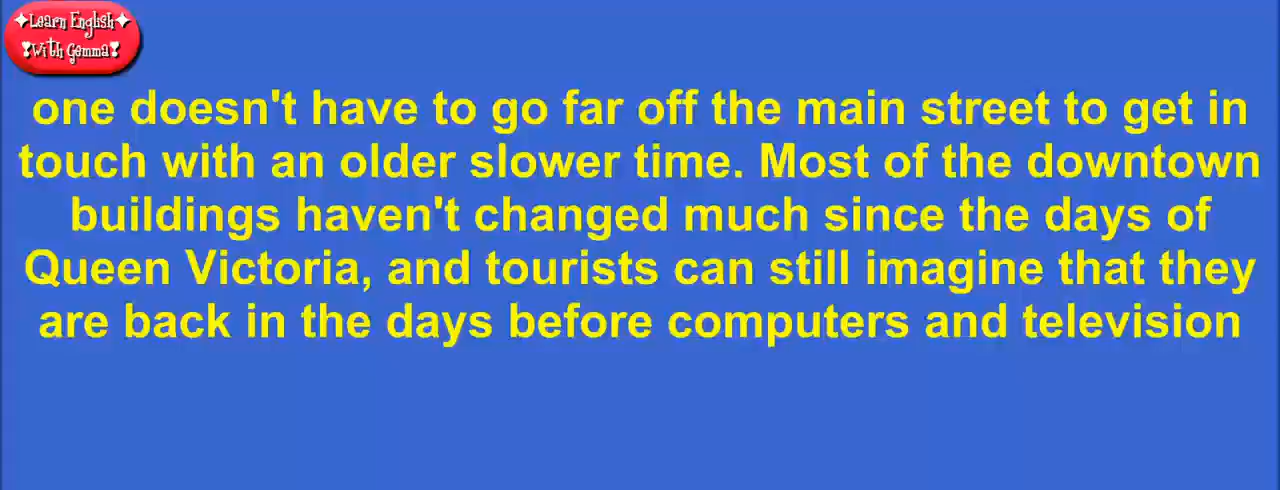 ✦Learn English✦
❣With Gemma❣
one doesn't have to go far off the main street to get in
touch with an older slower time. Most of the downtown
buildings haven't changed much since the days of
Queen Victoria, and tourists can still imagine that they
are back in the days before computers and television